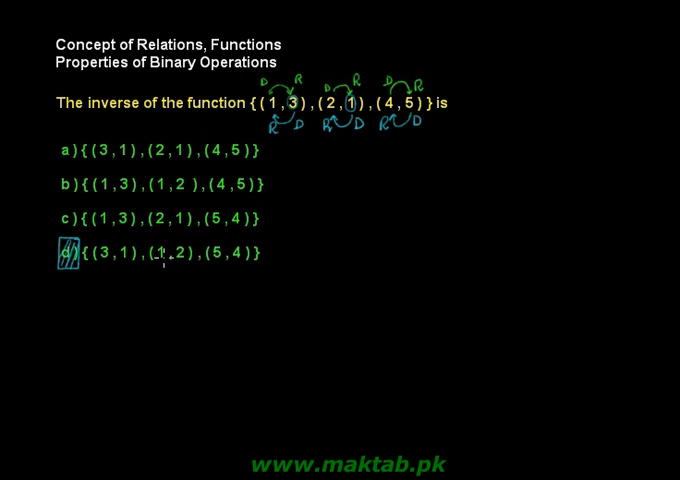 Concept of Relations, Functions
Properties of Binary Operations
D R D R D R
The inverse of the function {(1,3),(2,1),(4,5)} is
R D R D R D
a){(3,1),(2,1),(4,5)}
b){(1,3),(1,2 ),(4,5)}
c){(1,3),(2,1),(5,4)}
d){(3,1),(1,2),(5,4)}
www.maktab.pk